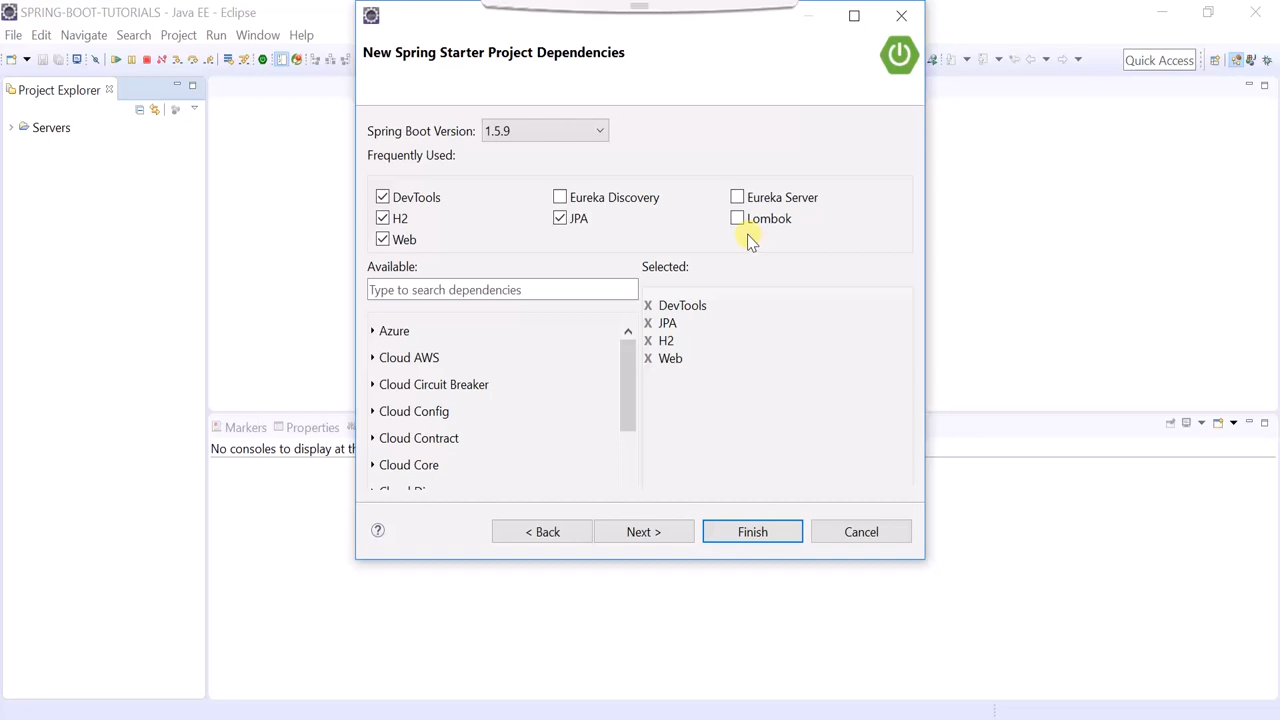 SPRING-BOOT-TUTORIALS - Java EE - Eclipse
File Edit Navigate Search Project Run Window Help
Quick Access
Project Explorer
Servers
New Spring Starter Project Dependencies
Spring Boot Version: 1.5.9
Frequently Used:
DevTools Eureka Discovery Eureka Server
H2 JPA Lombok
Web
Available: Selected:
Type to search dependencies
X DevTools
X JPA
X H2
X Web
Azure
Cloud AWS
Cloud Circuit Breaker
Cloud Config
Cloud Contract
Cloud Core
< Back Next > Finish Cancel
Markers Properties
No consoles to display at th